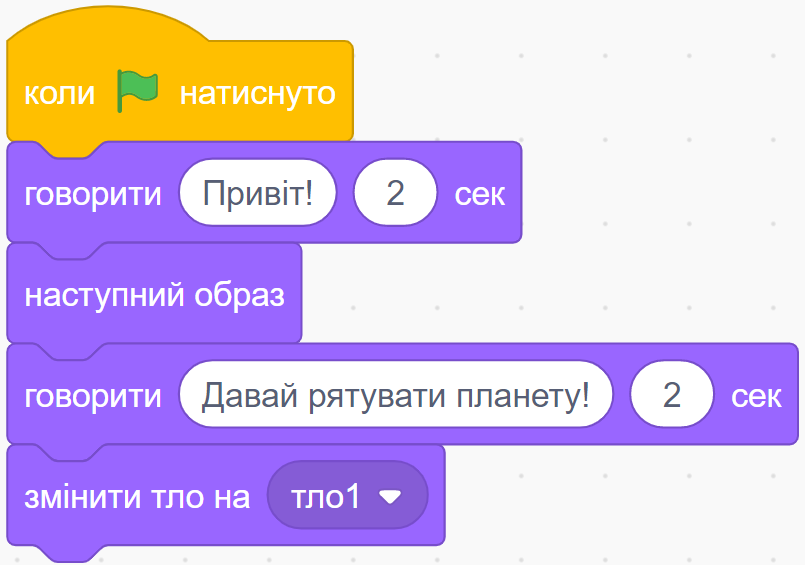 коли натиснуто
говорити Привіт! 2 сек
наступний образ
говорити Давай рятувати планету! 2 сек
змінити тло на тло1